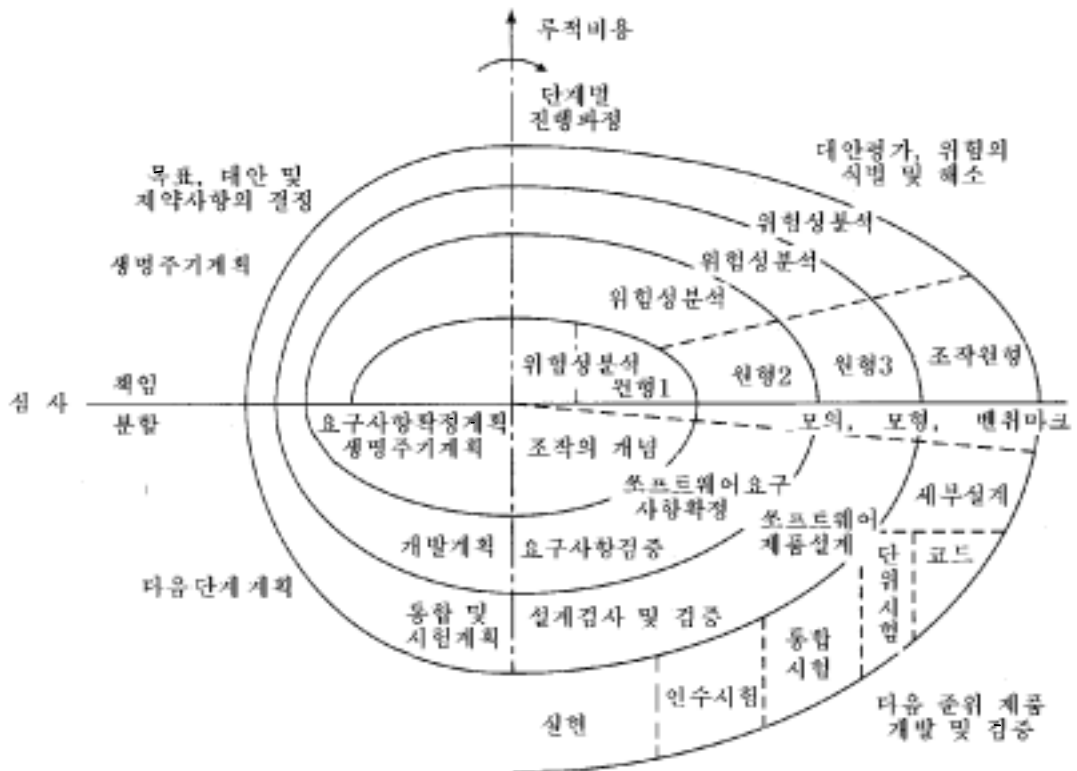 루적비용
단계별
진행과정
대안평가, 위험의
식별 및 해소
목표, 대안 및
제약사항의 결정
생명주기계획
위험성분석
위험성분석
위험성분석
위험성분석
원형1
원형2
원형3
조작원형
심사
책임
분할
요구사항확정계획
생명주기계획
조작의 개념
모의, 모형, 벤취마크
쏘프트웨어요구
사항확정
쏘프트웨어
제품설계
세부설계
코드
단위시험
개발계획
요구사항검증
다음단계계획
통합 및
시험계획
설계검사 및 검증
통합
시험
인수시험
실현
다음 준위 제품
개발 및 검증